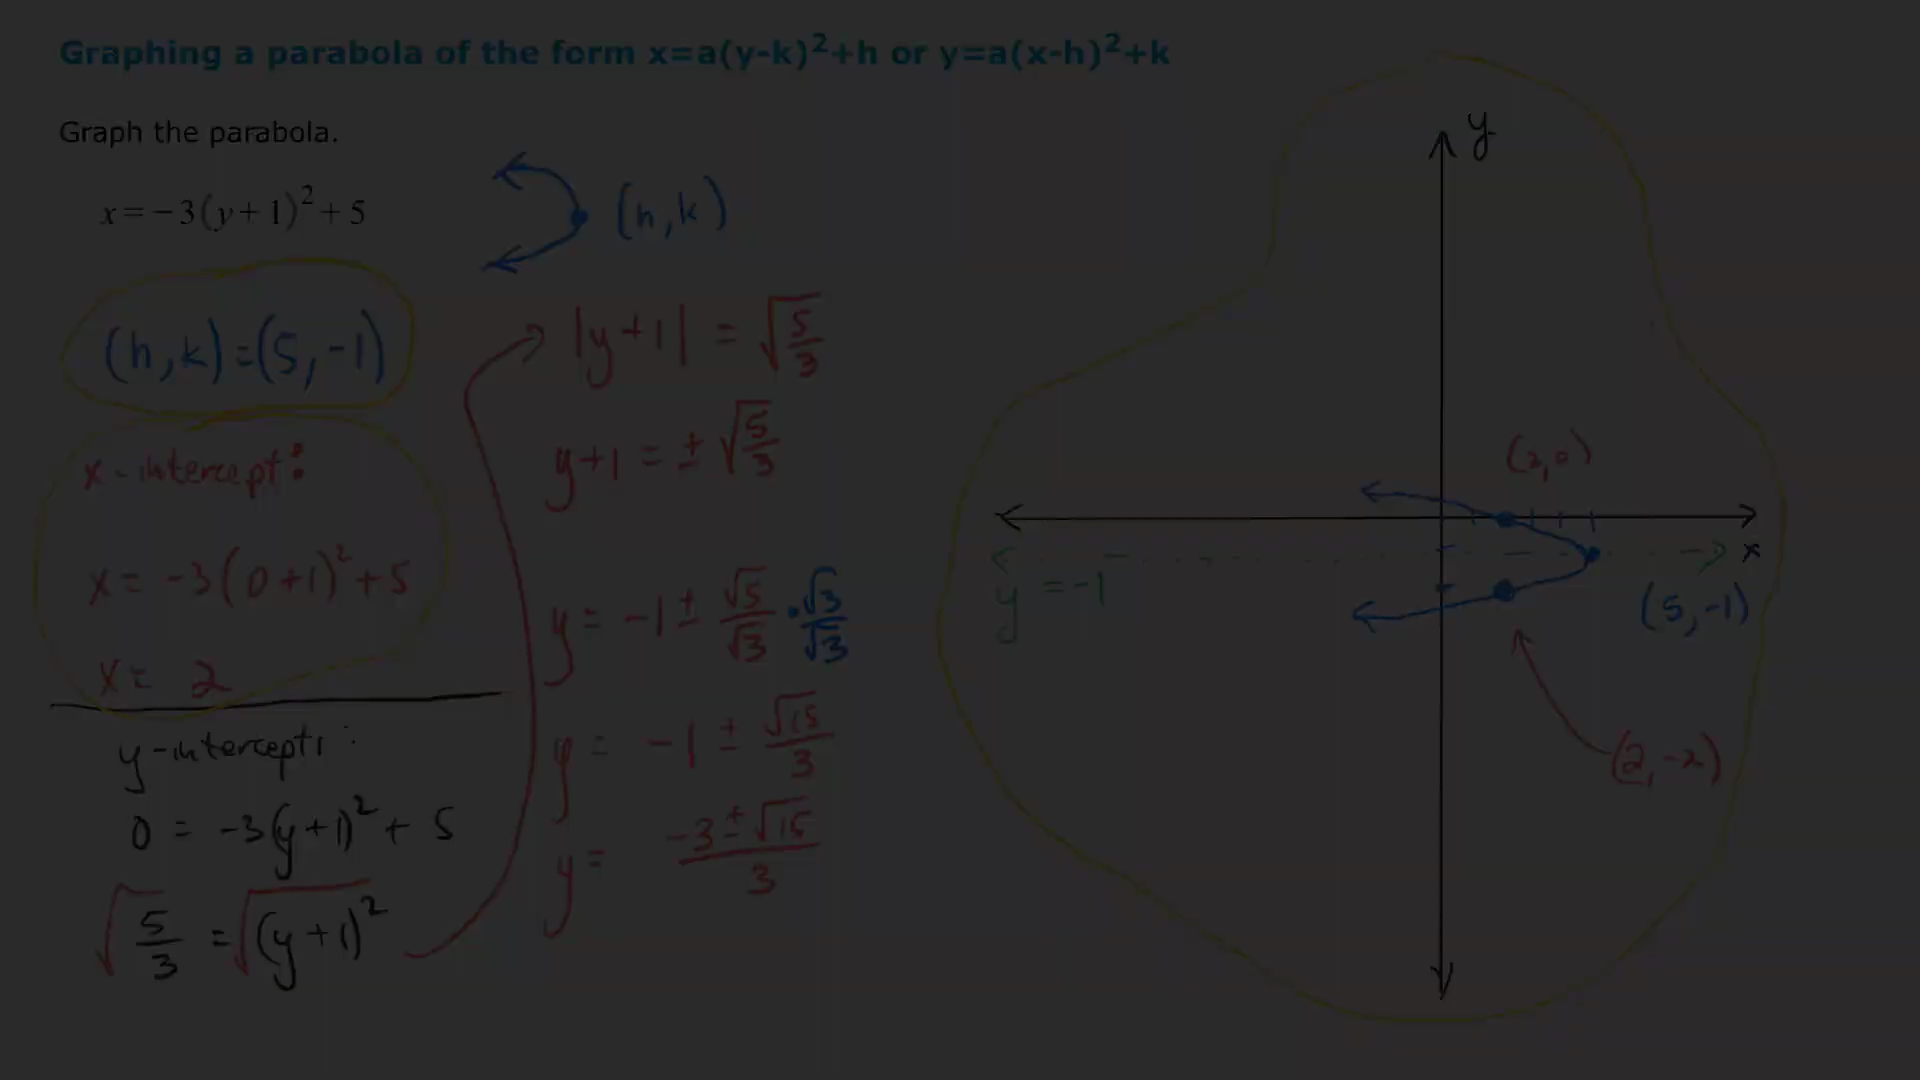 Graphing a parabola of the form x=a(y-k)²+h or y=a(x-h)²+k
Graph the parabola.
x=−3(y+1)²+5
(h,k)
(h,k)=(5,-1)
x-intercept:
x= -3(0+1)²+5
x= 2
y-intercepts:
0 = -3(y+1)²+ 5
√5/3 = √(y+1)²
|y+1| = √5/3
y+1 = ± √5/3
y= -1 ± √5/√3 · √3/√3
y= -1 ± √15/3
y= -3±√15/3
y
(2,0)
x
y=-1
(5,-1)
(2,-2)